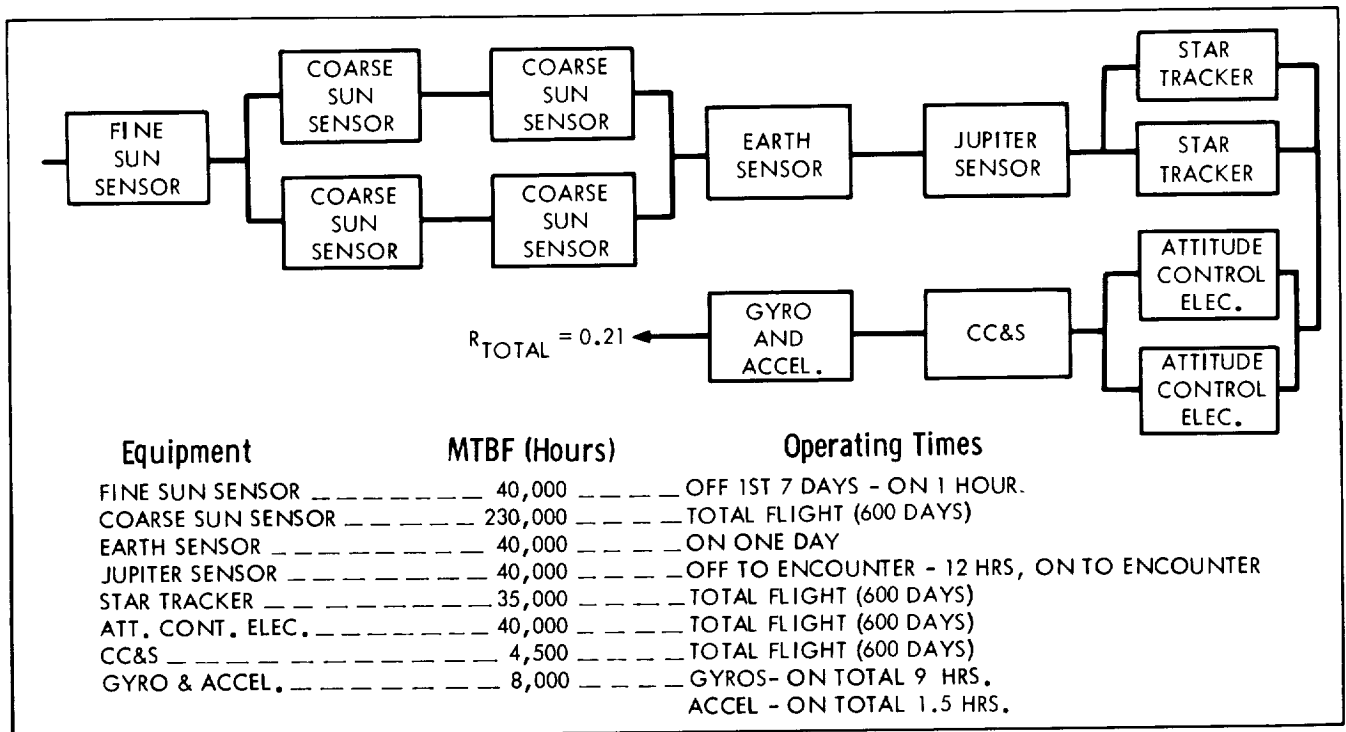 FINE
SUN
SENSOR
COARSE
SUN
SENSOR
COARSE
SUN
SENSOR
COARSE
SUN
SENSOR
COARSE
SUN
SENSOR
EARTH
SENSOR
JUPITER
SENSOR
STAR
TRACKER
STAR
TRACKER
ATTITUDE
CONTROL
ELEC.
ATTITUDE
CONTROL
ELEC.
CC&S
GYRO
AND
ACCEL.
R TOTAL = 0.21
Equipment MTBF (Hours) Operating Times
FINE SUN SENSOR _ _ _ _ _ _ _ _ 40,000 _ _ _ _ _ OFF 1ST 7 DAYS - ON 1 HOUR.
COARSE SUN SENSOR _ _ _ _ _ _ 230,000 _ _ _ _ _ TOTAL FLIGHT (600 DAYS)
EARTH SENSOR _ _ _ _ _ _ _ _ _ 40,000 _ _ _ _ _ ON ONE DAY
JUPITER SENSOR _ _ _ _ _ _ _ _ 40,000 _ _ _ _ _ OFF TO ENCOUNTER - 12 HRS, ON TO ENCOUNTER
STAR TRACKER _ _ _ _ _ _ _ _ _ 35,000 _ _ _ _ _ TOTAL FLIGHT (600 DAYS)
ATT. CONT. ELEC. _ _ _ _ _ _ _ 40,000 _ _ _ _ _ TOTAL FLIGHT (600 DAYS)
CC&S _ _ _ _ _ _ _ _ _ _ _ _ 4,500 _ _ _ _ _ TOTAL FLIGHT (600 DAYS)
GYRO & ACCEL. _ _ _ _ _ _ _ _ 8,000 _ _ _ _ _ GYROS- ON TOTAL 9 HRS.
ACCEL - ON TOTAL 1.5 HRS.